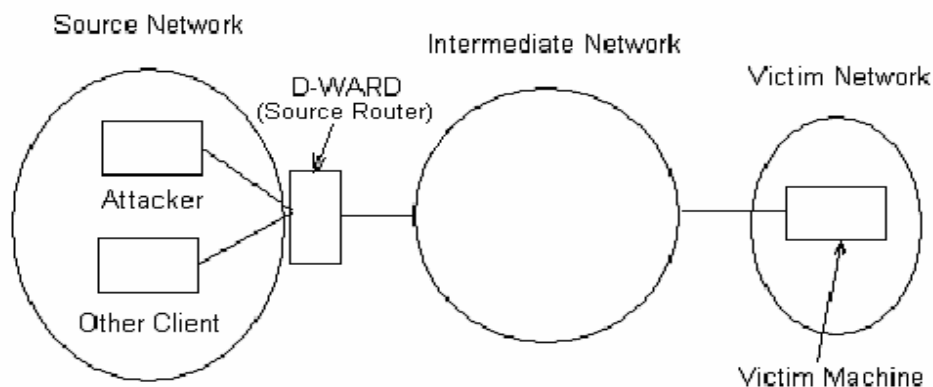 Source Network
Intermediate Network
D-WARD
(Source Router)
Victim Network
Attacker
Other Client
Victim Machine